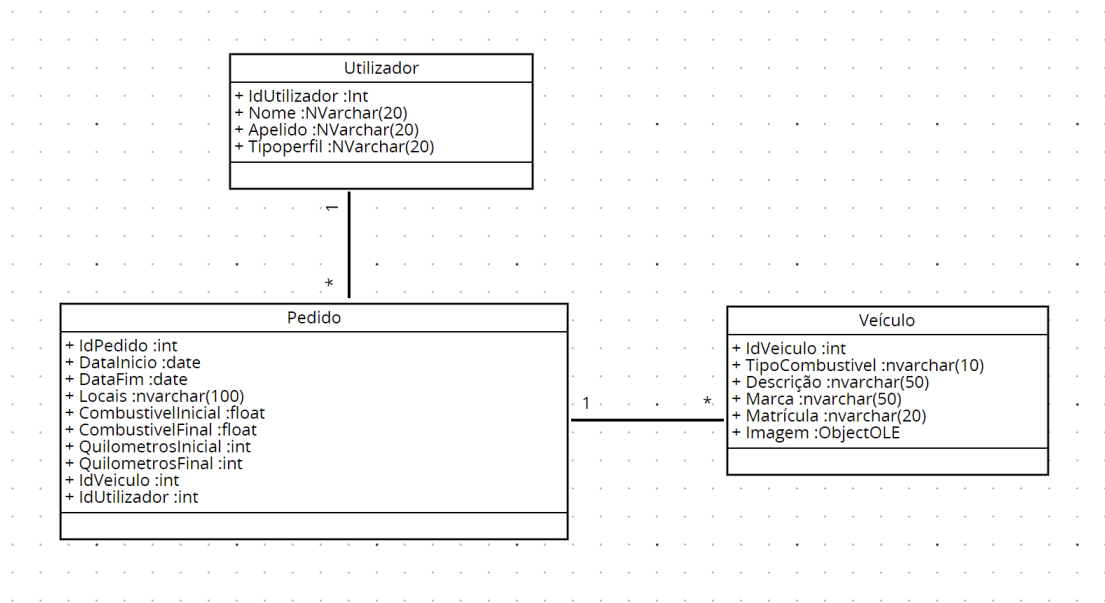 Utilizador
+ IdUtilizador :Int
+ Nome :NVarchar(20)
+ Apelido :NVarchar(20)
+ Tipoperfil :NVarchar(20)
1
*
Pedido
+ IdPedido :int
+ DataInicio :date
+ DataFim :date
+ Locais :nvarchar(100)
+ CombustivelInicial :float
+ CombustivelFinal :float
+ QuilometrosInicial :int
+ QuilometrosFinal :int
+ IdVeiculo :int
+ IdUtilizador :int
1
*
Veículo
+ IdVeiculo :int
+ TipoCombustivel :nvarchar(10)
+ Descrição :nvarchar(50)
+ Marca :nvarchar(50)
+ Matrícula :nvarchar(20)
+ Imagem :ObjectOLE